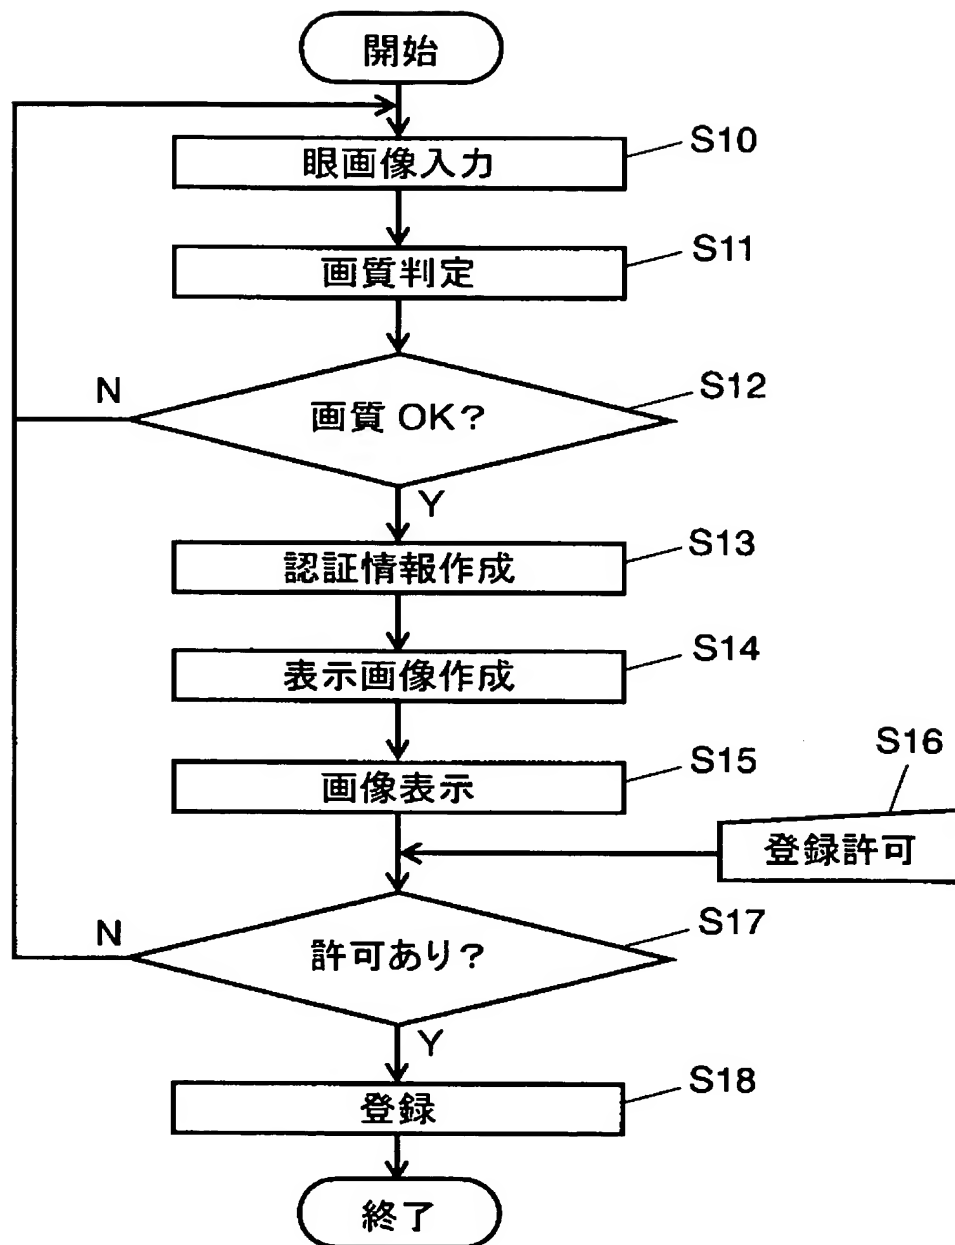 開始
眼画像入力
S10
画質判定
S11
画質 OK?
S12
N
Y
認証情報作成
S13
表示画像作成
S14
画像表示
S15
S16
登録許可
許可あり?
S17
N
Y
登録
S18
終了